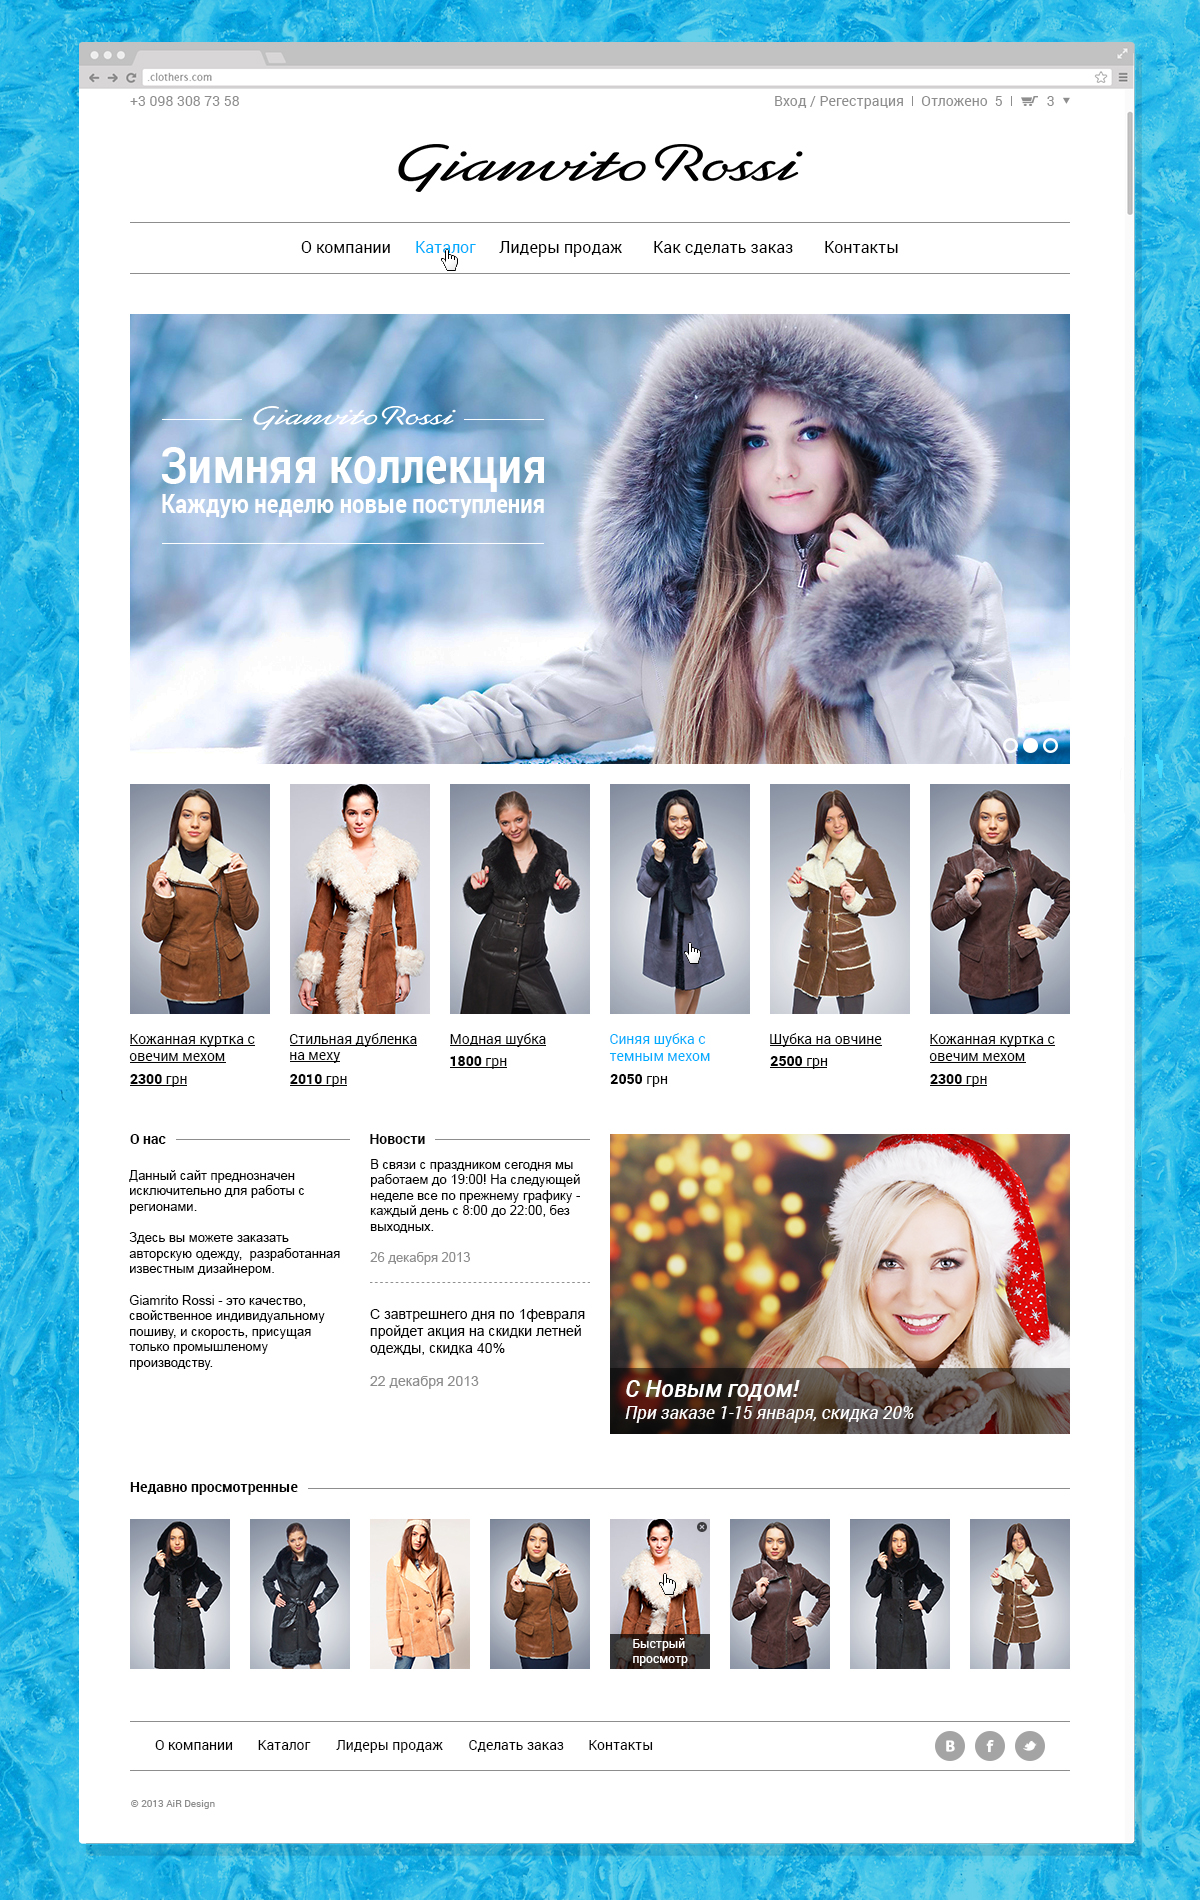 .clothers.com
+3 098 308 73 58
Вход / Регестрация | Отложено 5 | 3 ▼
Gianvito Rossi
О компании Каталог Лидеры продаж Как сделать заказ Контакты
Gianvito Rossi
Зимняя коллекция
Каждую неделю новые поступления
Кожанная куртка с
овечим мехом
2300 грн
Стильная дубленка
на меху
2010 грн
Модная шубка
1800 грн
Синяя шубка с
темным мехом
2050 грн
Шубка на овчине
2500 грн
Кожанная куртка с
овечим мехом
2300 грн
О нас
Данный сайт преднозначен
исключительно для работы с
регионами.
Здесь вы можете заказать
авторскую одежду, разработанная
известным дизайнером.
Giamrito Rossi - это качество,
свойственное индивидуальному
пошиву, и скорость, присущая
только промышленому
производству.
Новости
В связи с праздником сегодня мы
работаем до 19:00! На следующей
неделе все по прежнему графику -
каждый день с 8:00 до 22:00, без
выходных.
26 декабря 2013
С завтрешнего дня по 1февраля
пройдет акция на скидки летней
одежды, скидка 40%
22 декабря 2013
С Новым годом!
При заказе 1-15 января, скидка 20%
Недавно просмотренные
Быстрый
просмотр
О компании Каталог Лидеры продаж Сделать заказ Контакты
B f
© 2013 AiR Design